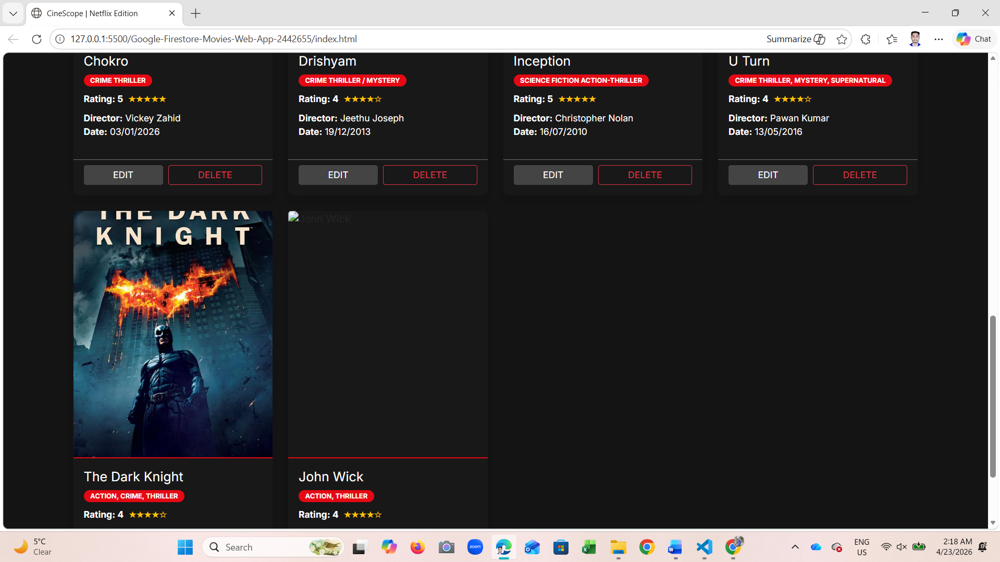 CineScope | Netflix Edition
127.0.0.1:5500/Google-Firestore-Movies-Web-App-2442655/index.html
Summarize
Chat
Chokro
CRIME THRILLER
Rating: 5 ★★★★★
Director: Vickey Zahid
Date: 03/01/2026
EDIT
DELETE
Drishyam
CRIME THRILLER / MYSTERY
Rating: 4 ★★★★☆
Director: Jeethu Joseph
Date: 19/12/2013
EDIT
DELETE
Inception
SCIENCE FICTION ACTION-THRILLER
Rating: 5 ★★★★★
Director: Christopher Nolan
Date: 16/07/2010
EDIT
DELETE
U Turn
CRIME THRILLER, MYSTERY, SUPERNATURAL
Rating: 4 ★★★★☆
Director: Pawan Kumar
Date: 13/05/2016
EDIT
DELETE
THE DARK
KNIGHT
The Dark Knight
ACTION, CRIME, THRILLER
Rating: 4 ★★★★☆
John Wick
John Wick
ACTION, THRILLER
Rating: 4 ★★★★☆
5°C
Clear
Search
zoom
ENG
US
2:18 AM
4/23/2026